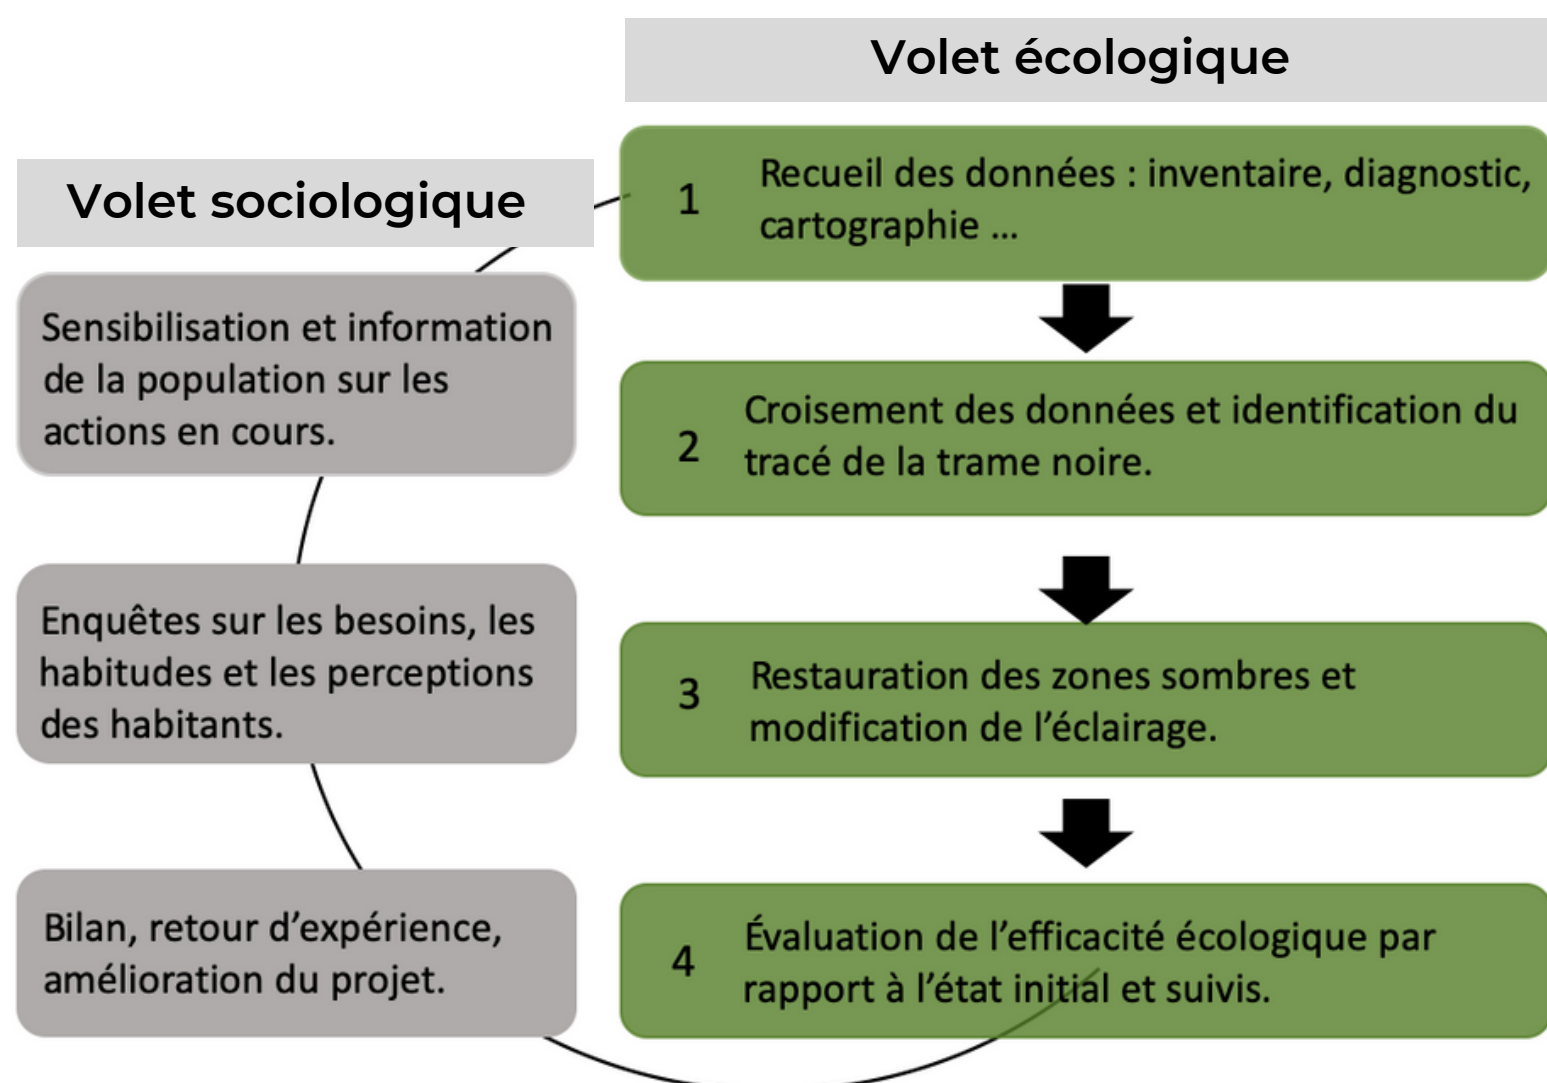 Volet écologique
1
Recueil des données : inventaire, diagnostic,
cartographie ...
2
Croisement des données et identification du
tracé de la trame noire.
3
Restauration des zones sombres et
modification de l’éclairage.
4
Évaluation de l’efficacité écologique par
rapport à l’état initial et suivis.
Volet sociologique
Sensibilisation et information
de la population sur les
actions en cours.
Enquêtes sur les besoins, les
habitudes et les perceptions
des habitants.
Bilan, retour d’expérience,
amélioration du projet.